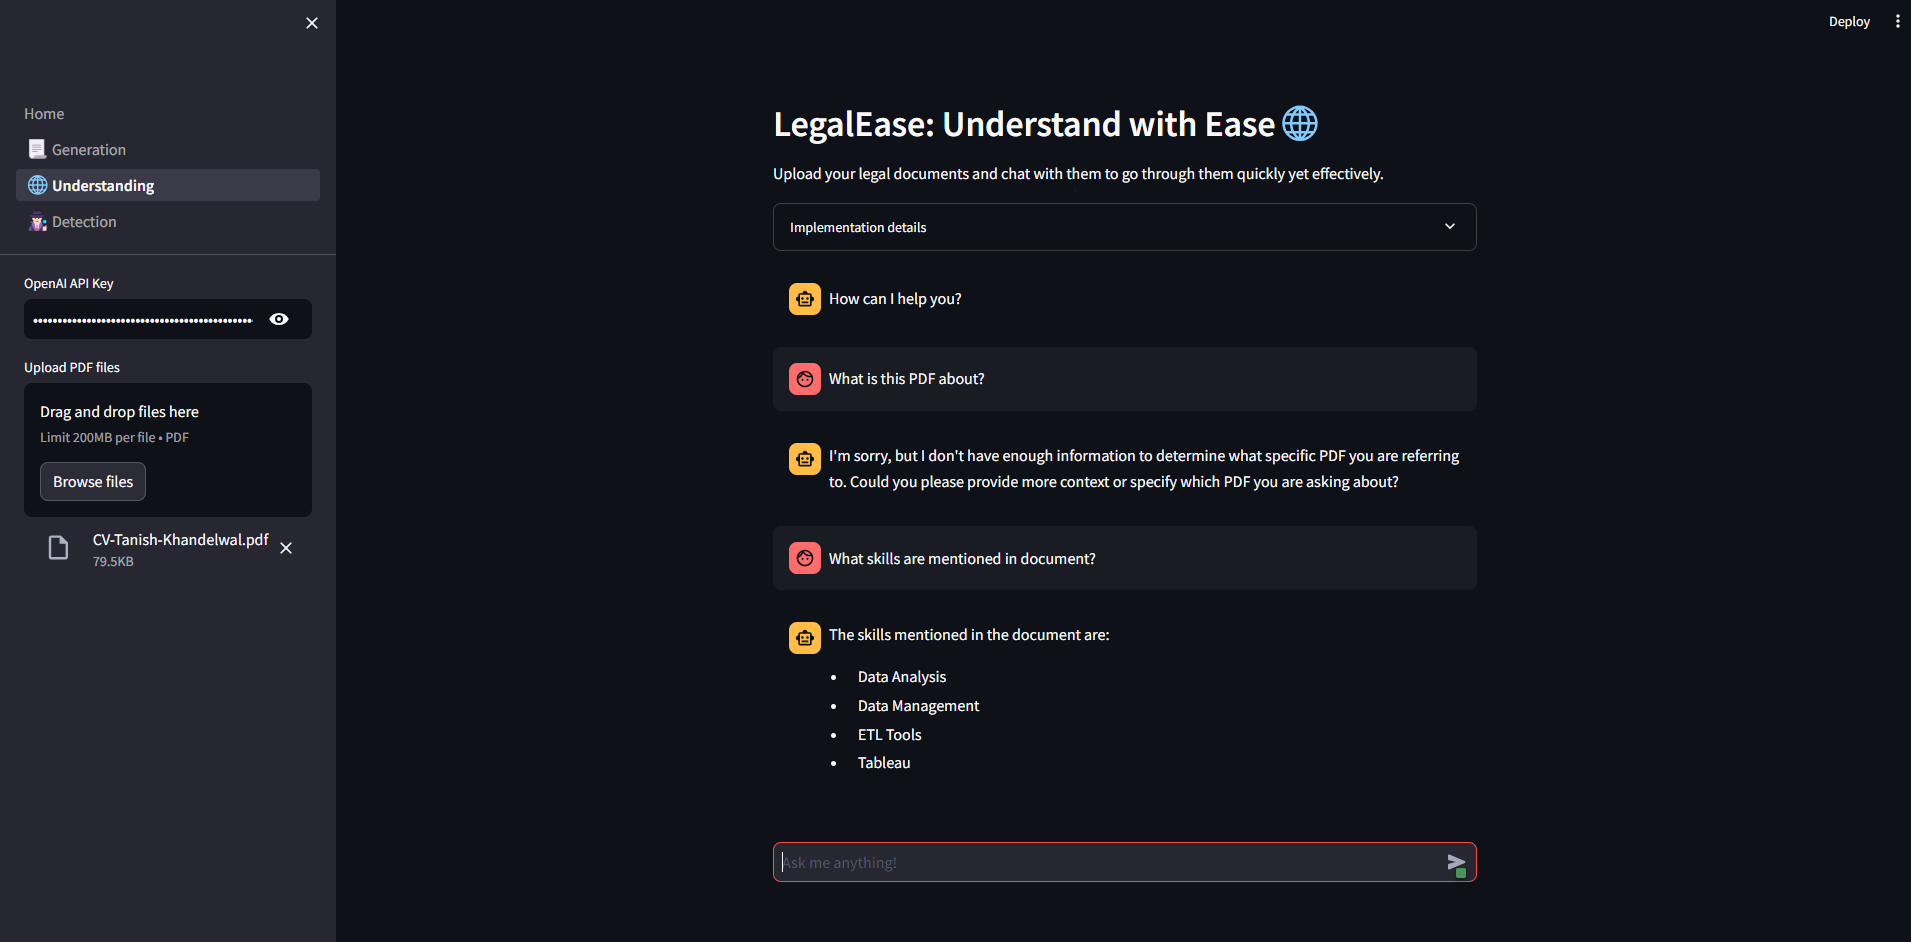 Deploy
Home
Generation
Understanding
Detection
OpenAI API Key
Upload PDF files
Drag and drop files here
Limit 200MB per file • PDF
Browse files
CV-Tanish-Khandelwal.pdf
79.5KB
LegalEase: Understand with Ease
Upload your legal documents and chat with them to go through them quickly yet effectively.
Implementation details
How can I help you?
What is this PDF about?
I'm sorry, but I don't have enough information to determine what specific PDF you are referring
to. Could you please provide more context or specify which PDF you are asking about?
What skills are mentioned in document?
The skills mentioned in the document are:
• Data Analysis
• Data Management
• ETL Tools
• Tableau
Ask me anything!